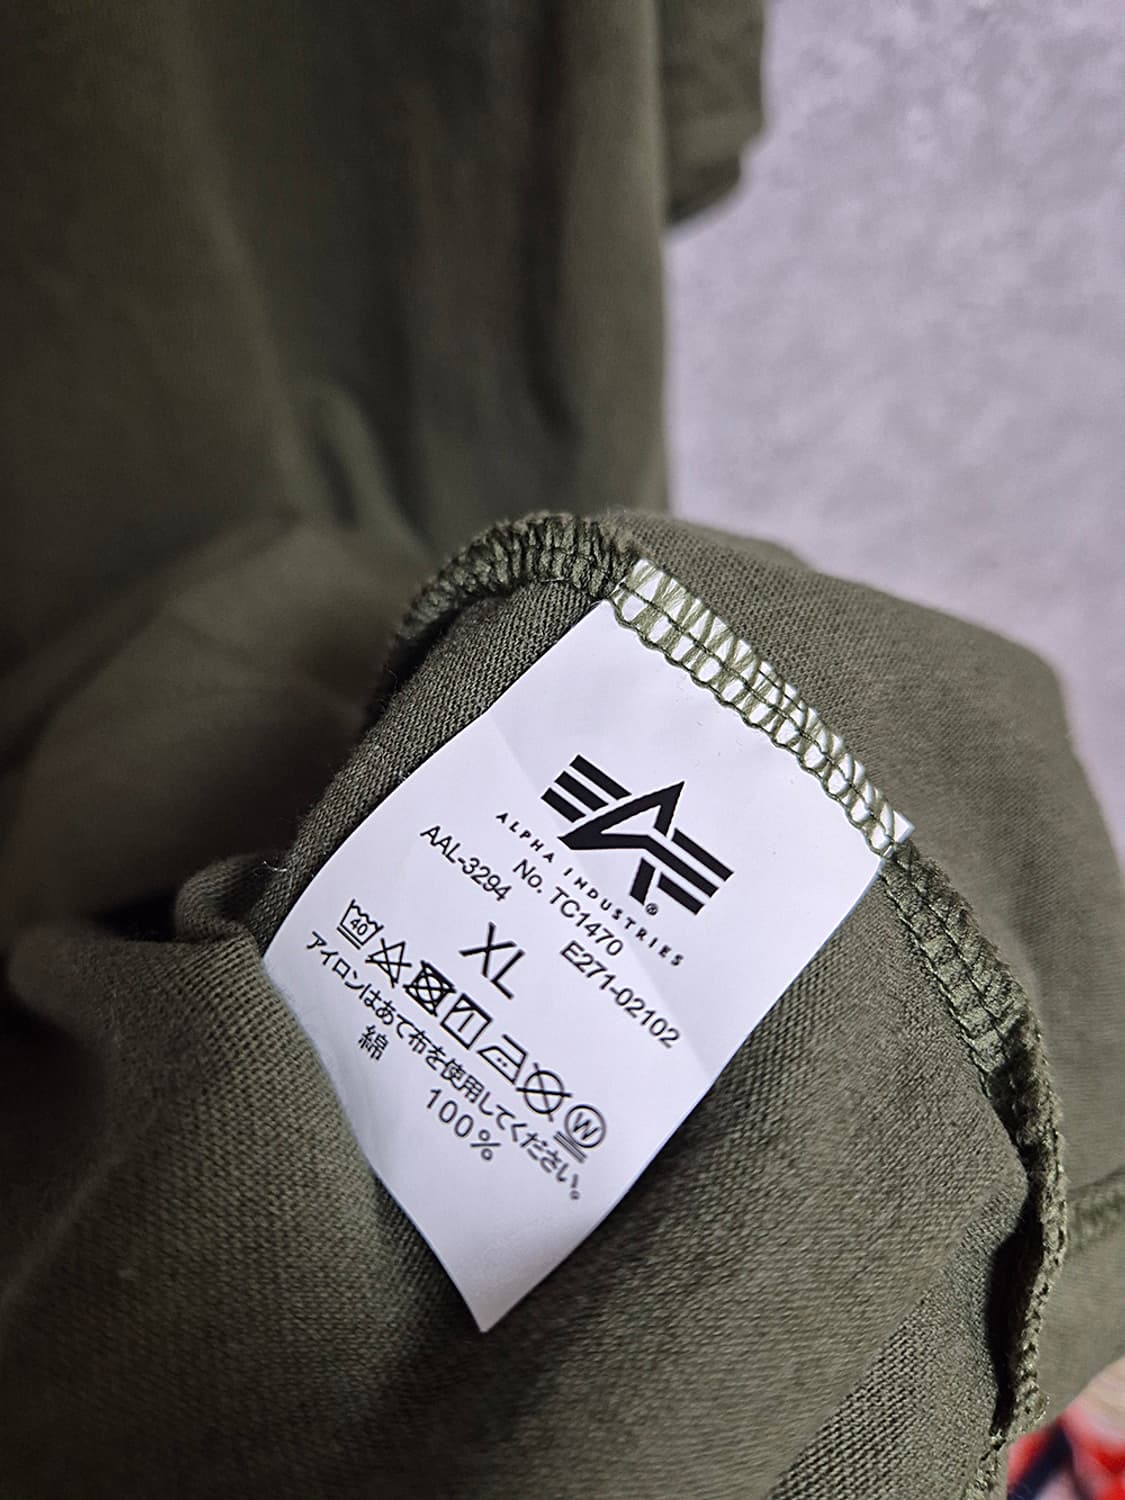 ALPHA INDUSTRIES®
No. TC1470
AAL-3294 E271-02102
XL
40 W
アイロンはあて布を使用してください。
綿 100%